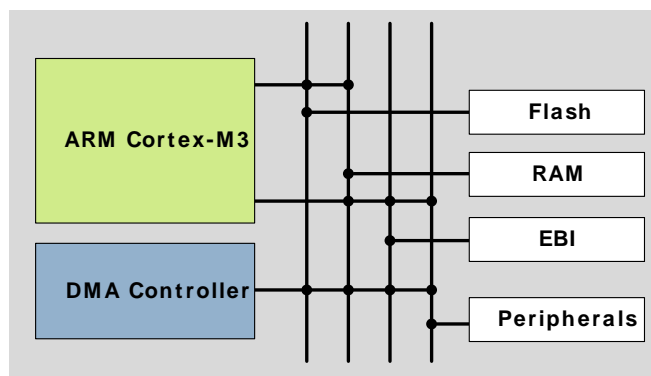 ARM Cortex-M3
DMA Controller
Flash
RAM
EBI
Peripherals